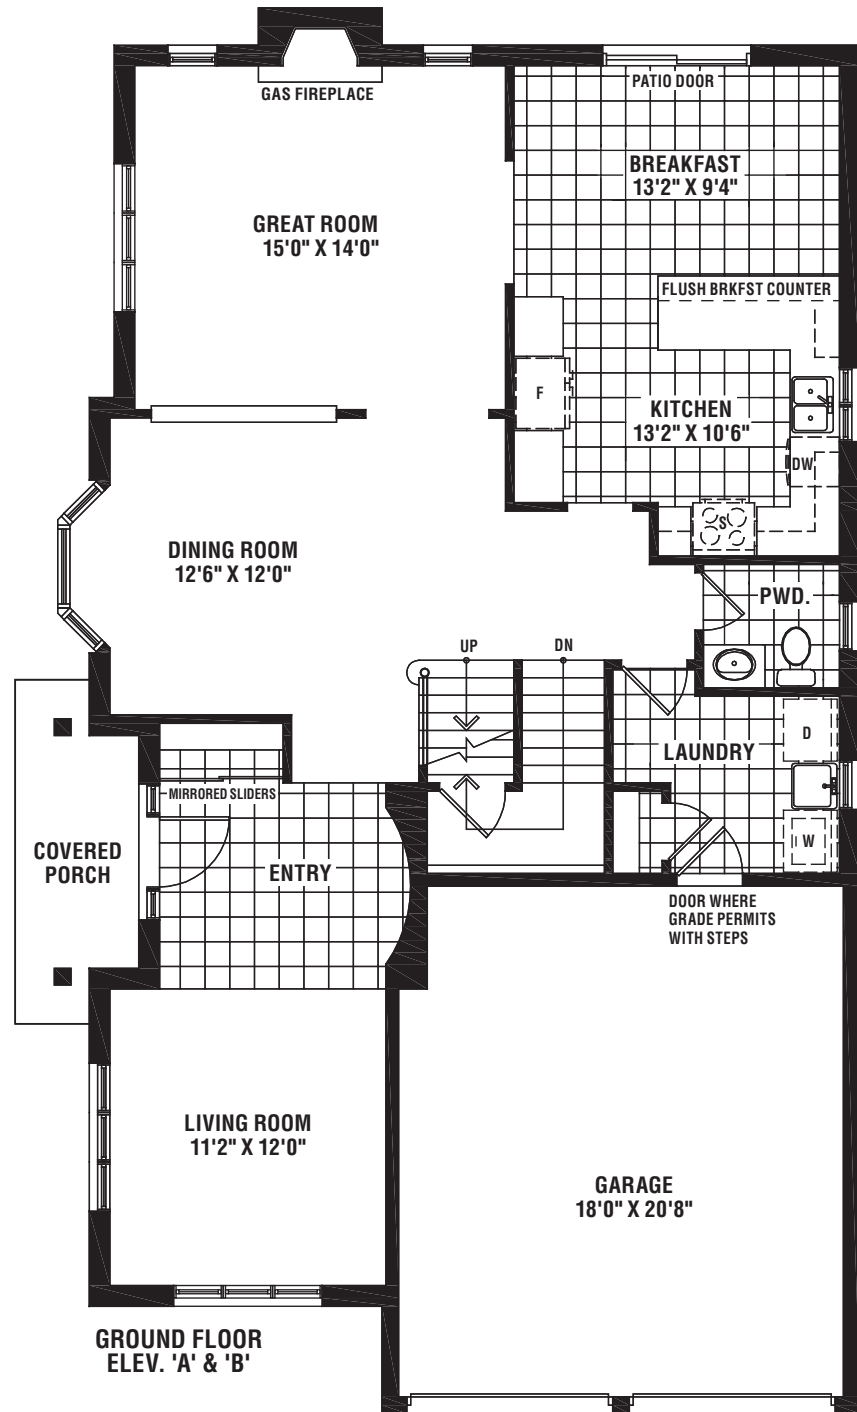 GAS FIREPLACE
PATIO DOOR
BREAKFAST
13'2" X 9'4"
GREAT ROOM
15'0" X 14'0"
FLUSH BRKFST COUNTER
F
KITCHEN
13'2" X 10'6"
DW
S
DINING ROOM
12'6" X 12'0"
PWD.
UP
DN
LAUNDRY
D
MIRRORED SLIDERS
W
COVERED
PORCH
ENTRY
DOOR WHERE
GRADE PERMITS
WITH STEPS
LIVING ROOM
11'2" X 12'0"
GARAGE
18'0" X 20'8"
GROUND FLOOR
ELEV. 'A' & 'B'